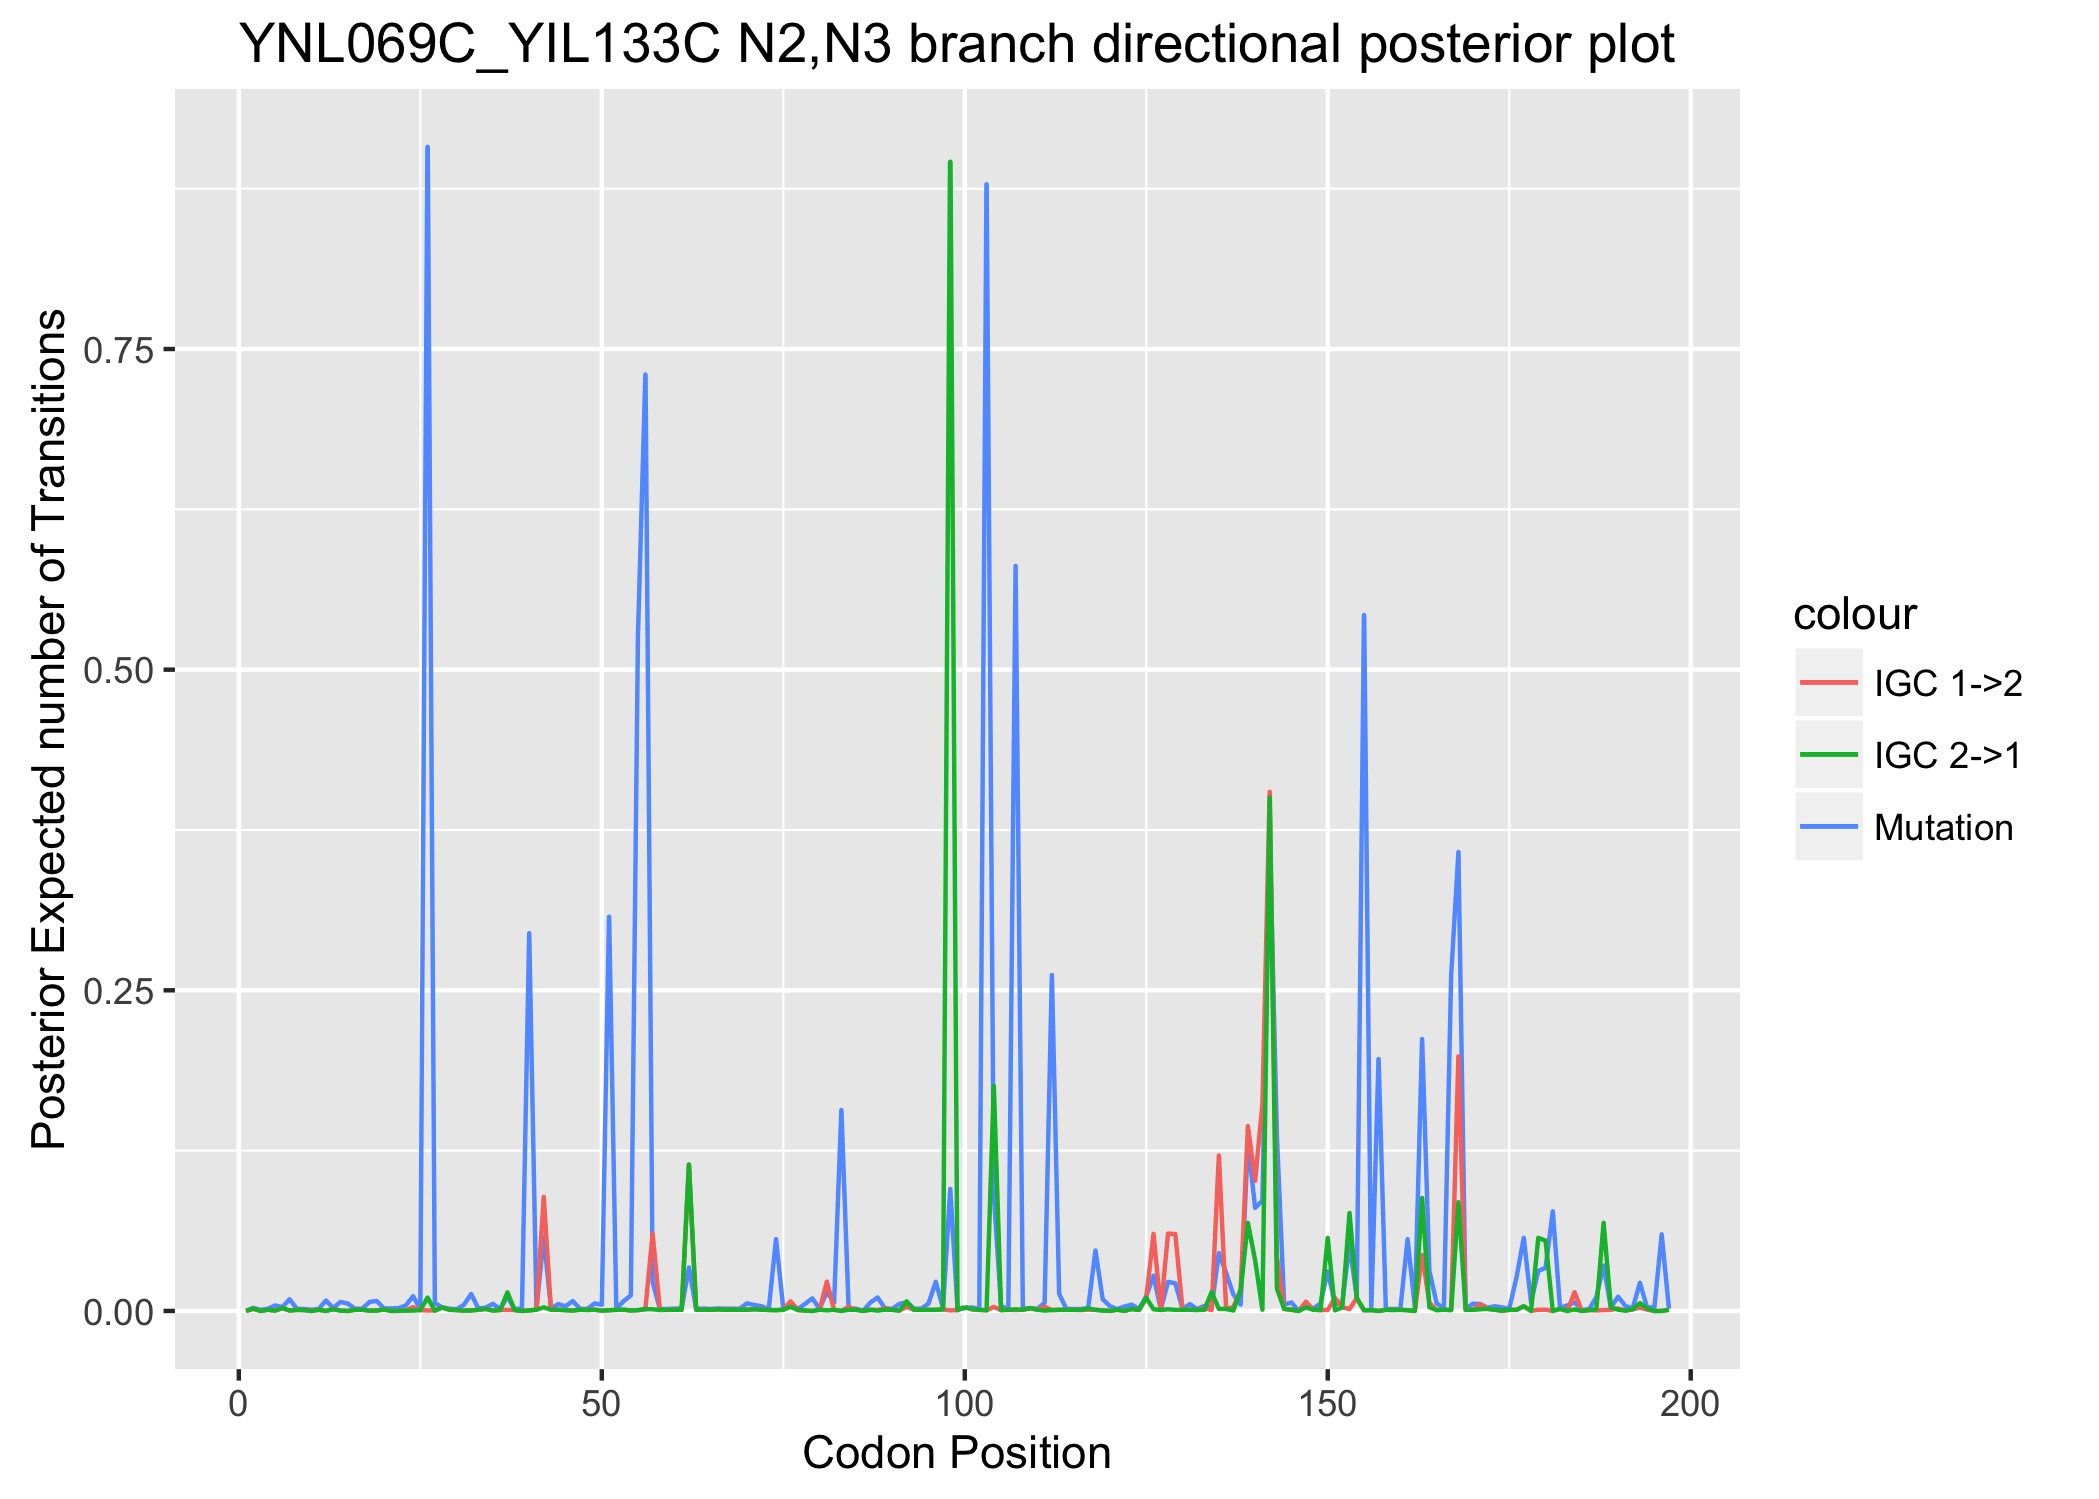 YNL069C_YIL133C N2,N3 branch directional posterior plot
Posterior Expected number of Transitions
0.75
0.50
0.25
0.00
0 50 100 150 200
Codon Position
colour
IGC 1->2
IGC 2->1
Mutation